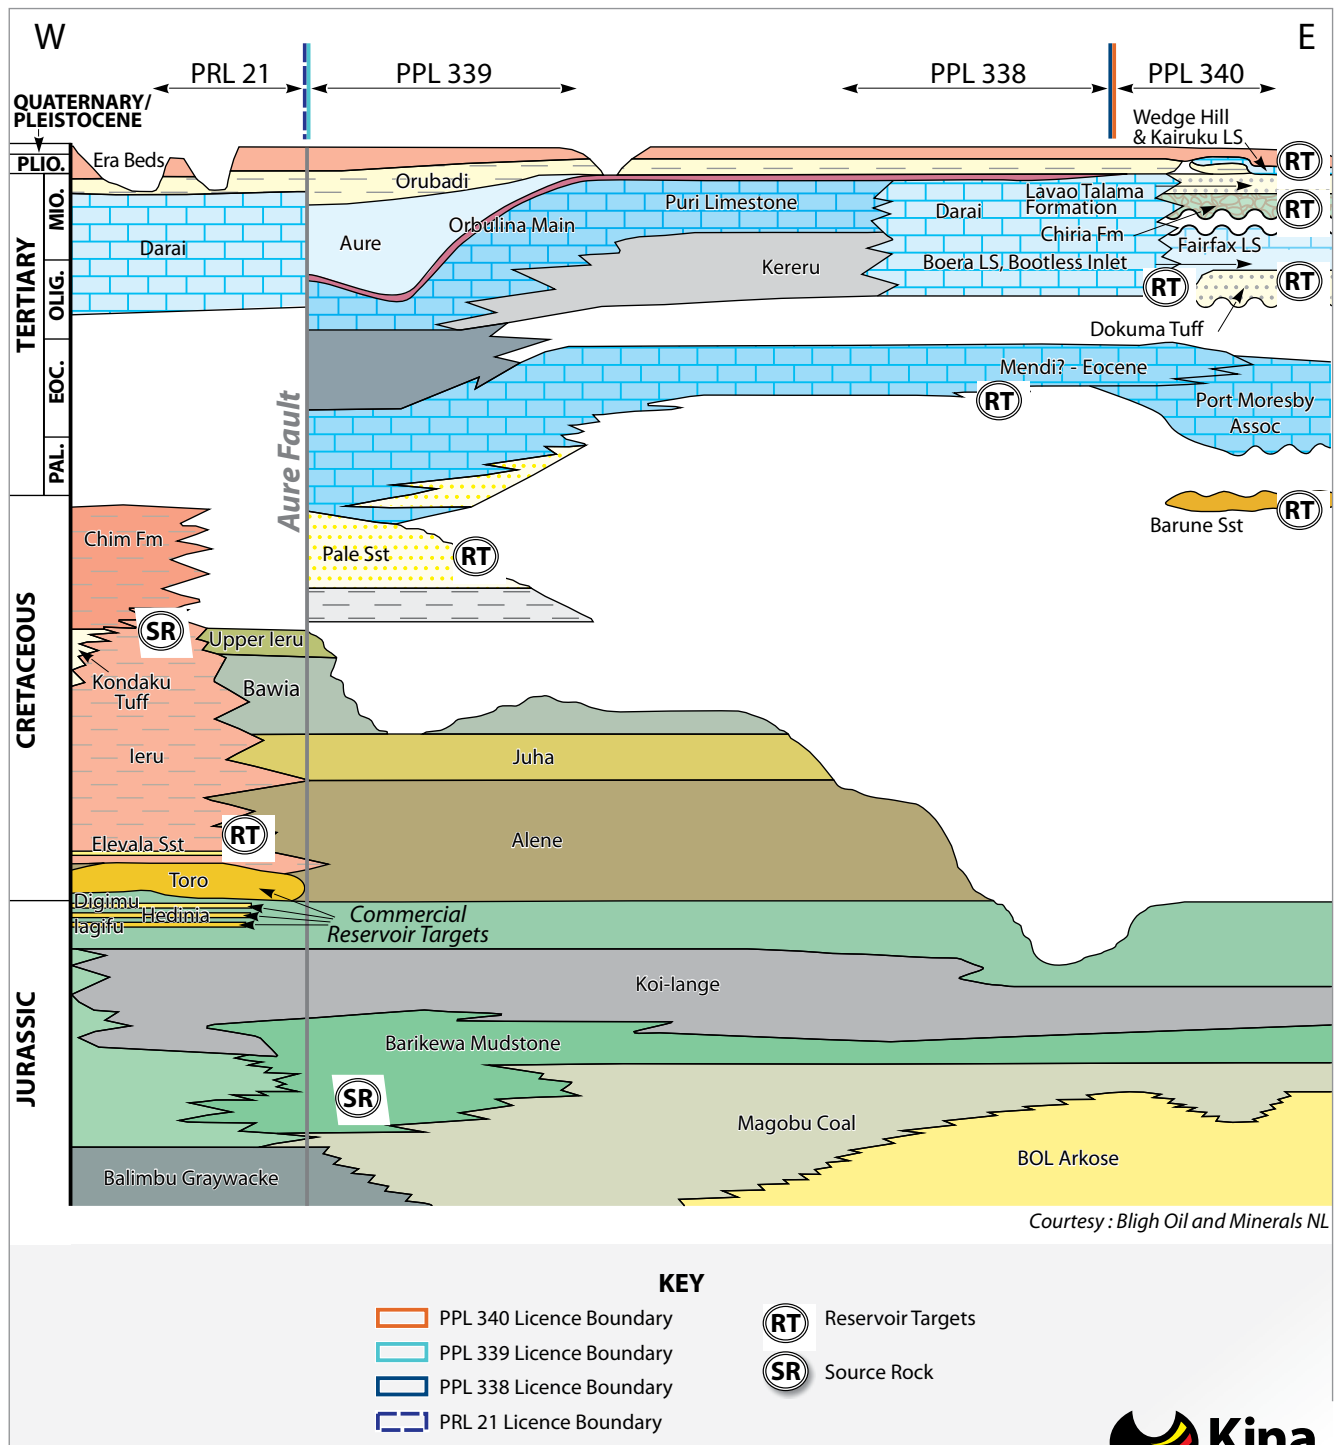 W
E
PRL 21
PPL 339
PPL 338
PPL 340
QUATERNARY/
PLEISTOCENE
Wedge Hill
& Kairuku LS
PLIO.
Era Beds
RT
Orubadi
MIO.
Lavao Talama
Formation
Puri Limestone
Darai
RT
Orbulina Main
Aure
Chiria Fm
Darai
Fairfax LS
Kereru
Boera LS, Bootless Inlet
TERTIARY
OLIG.
RT
RT
Dokuma Tuff
EOC.
Mendi? - Eocene
RT
Port Moresby
Assoc
Aure Fault
PAL.
RT
Barune Sst
Chim Fm
Pale Sst
RT
CRETACEOUS
SR
Upper Ieru
Kondaku
Tuff
Bawia
Ieru
Juha
RT
Elevala Sst
Alene
Toro
Digimu
Hedinia
Iagifu
Commercial
Reservoir Targets
JURASSIC
Koi-Iange
Barikewa Mudstone
SR
Magobu Coal
BOL Arkose
Balimbu Graywacke
Courtesy : Bligh Oil and Minerals NL
KEY
PPL 340 Licence Boundary
RT
Reservoir Targets
PPL 339 Licence Boundary
SR
Source Rock
PPL 338 Licence Boundary
PRL 21 Licence Boundary
Kina